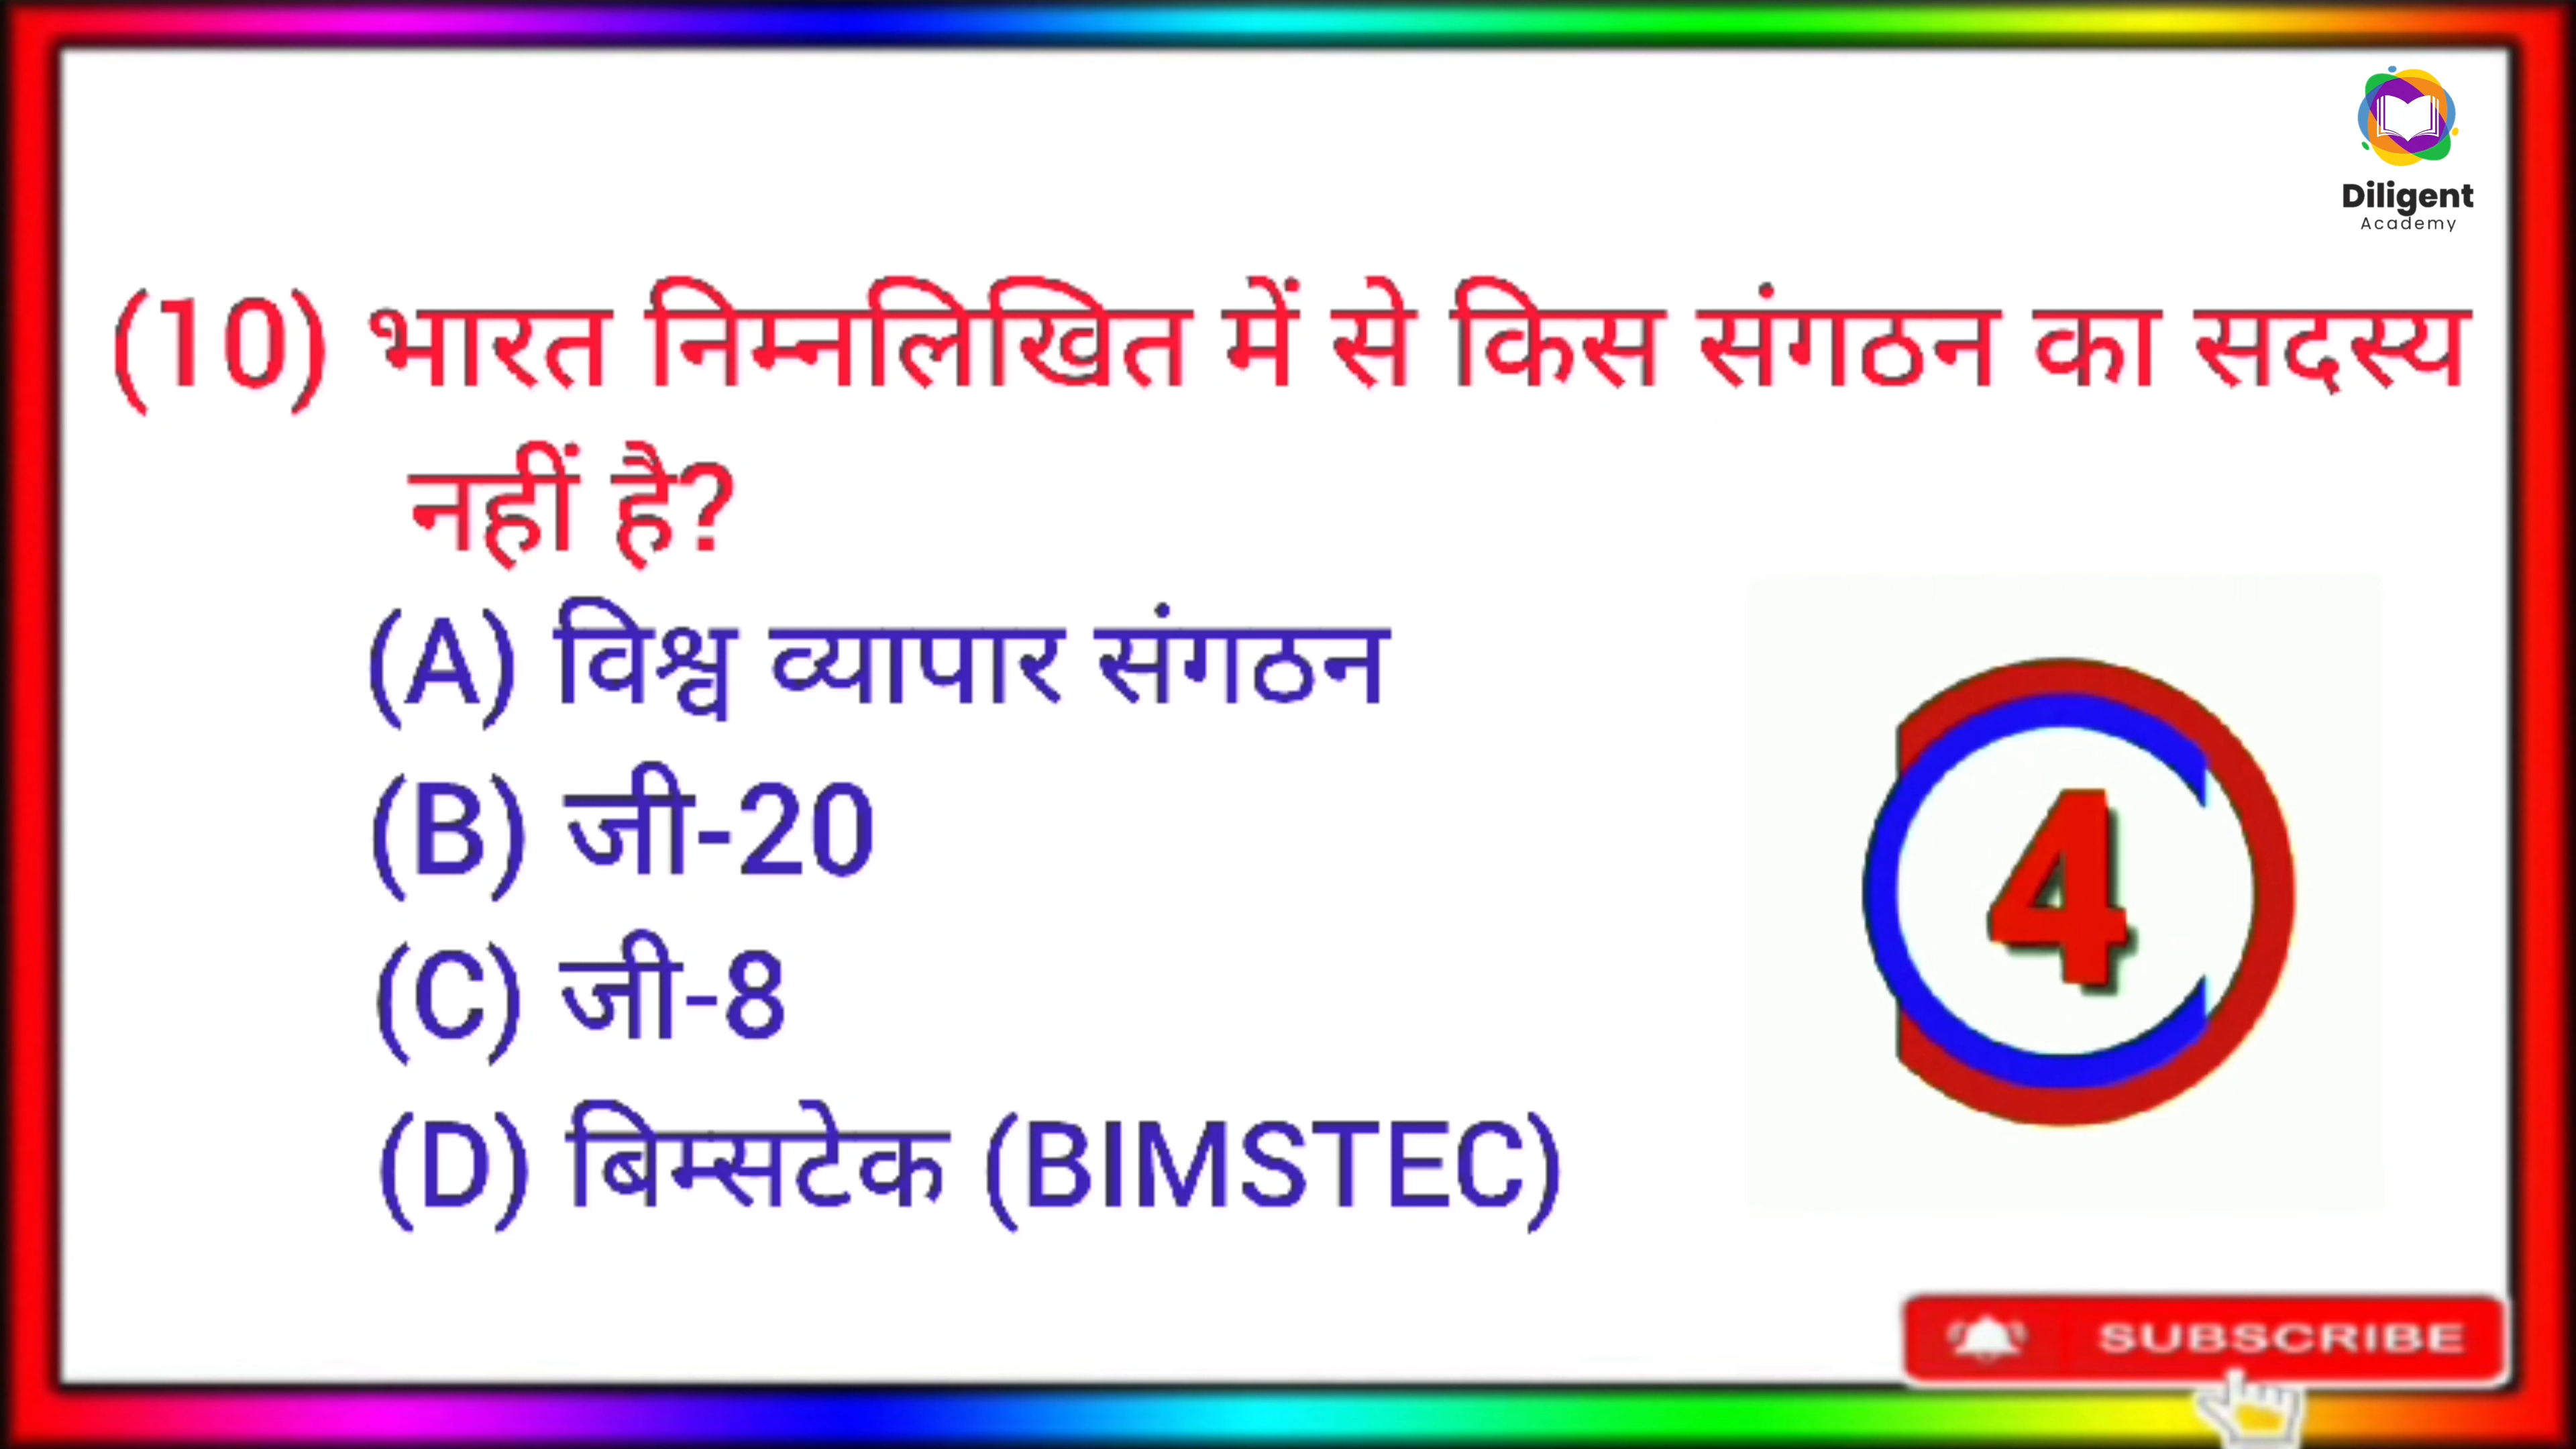 Diligent
Academy
(10) भारत निम्नलिखित में से किस संगठन का सदस्य
नहीं है?
(A) विश्व व्यापार संगठन
(B) जी-20
(C) जी-8
(D) बिम्सटेक (BIMSTEC)
4
SUBSCRIBE